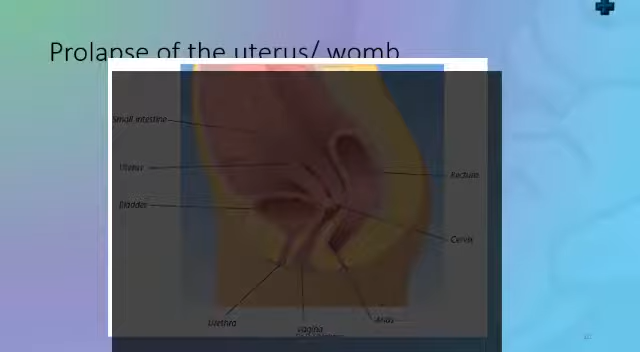 Prolapse of the uterus/ womb
Small intestine
Uterus
Rectum
Bladder
Cervix
Urethra
Vagina
Anus